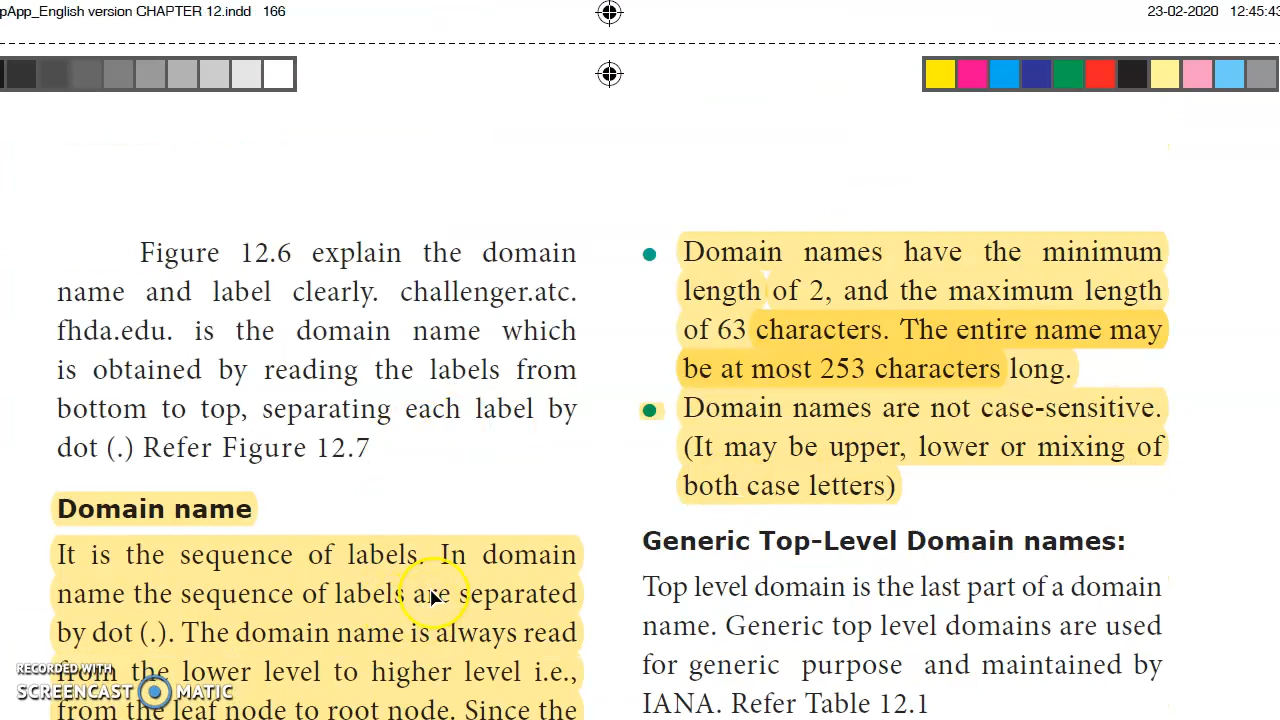 pApp_English version CHAPTER 12.indd 166
23-02-2020 12:45:43
Figure 12.6 explain the domain
name and label clearly. challenger.atc.
fhda.edu. is the domain name which
is obtained by reading the labels from
bottom to top, separating each label by
dot (.) Refer Figure 12.7
Domain name
It is the sequence of labels. In domain
name the sequence of labels are separated
by dot (.). The domain name is always read
from the lower level to higher level i.e.,
from the leaf node to root node. Since the
Domain names have the minimum
length of 2, and the maximum length
of 63 characters. The entire name may
be at most 253 characters long.
Domain names are not case-sensitive.
(It may be upper, lower or mixing of
both case letters)
Generic Top-Level Domain names:
Top level domain is the last part of a domain
name. Generic top level domains are used
for generic purpose and maintained by
IANA. Refer Table 12.1
RECORDED WITH
SCREENCAST MATIC